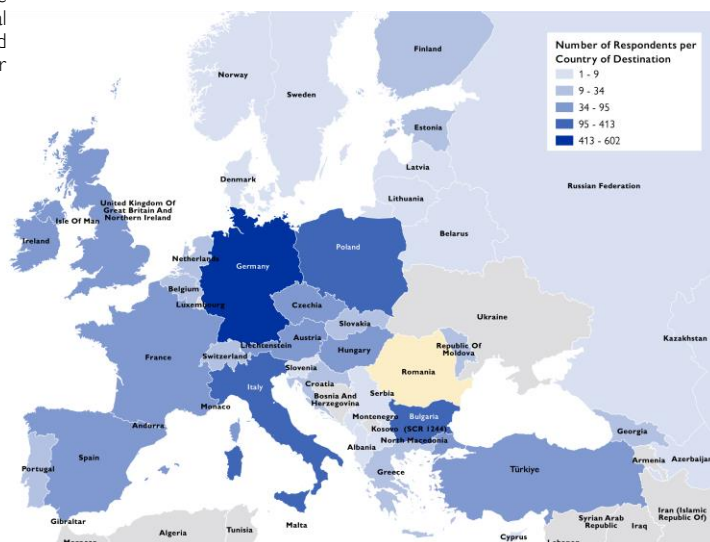 al
d
r
Number of Respondents per
Country of Destination
1 - 9
9 - 34
34 - 95
95 - 413
413 - 602
Finland
Norway
Sweden
Estonia
Latvia
Denmark
Russian Federation
Lithuania
United Kingdom Of
Great Britain And
Northern Ireland
Isle Of Man
Belarus
Ireland
Poland
Netherlands
Germany
Belgium
Luxembourg
Czechia
Ukraine
Slovakia
Kazakhstan
Austria
Liechtenstein
Hungary
Republic Of
Moldova
France
Switzerland
Slovenia
Romania
Croatia
Italy
Bosnia And
Herzegovina
Serbia
Monaco
Montenegro
Bulgaria
Andorra
Kosovo (SCR 1244)
Georgia
North Macedonia
Albania
Armenia
Azerbaijan
Spain
Portugal
Greece
Türkiye
Gibraltar
Malta
Iran (Islamic
Republic Of)
Syrian Arab
Republic
Iraq
Algeria
Tunisia
Cyprus